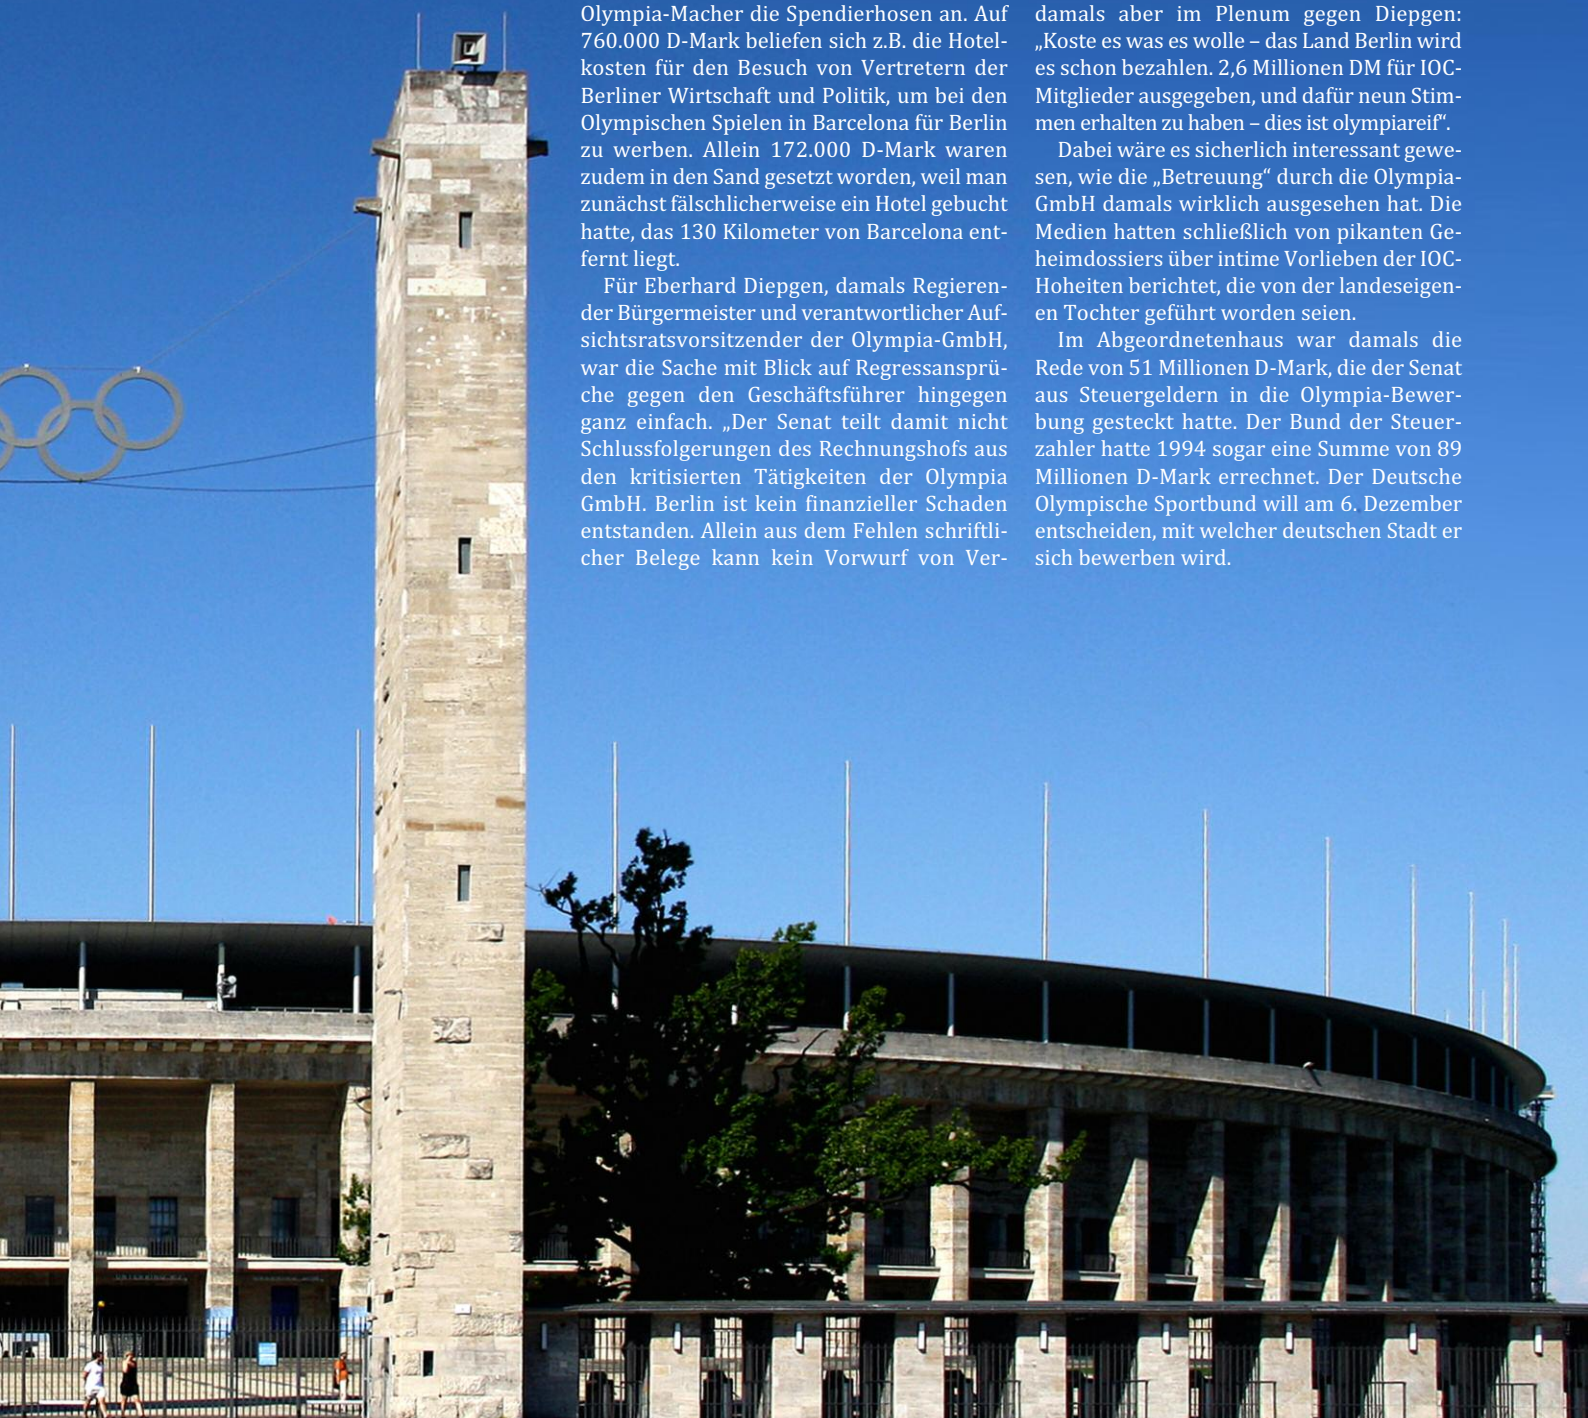 Olympia-Macher die Spendierhosen an. Auf
760.000 D-Mark beliefen sich z.B. die Hotel-
kosten für den Besuch von Vertretern der
Berliner Wirtschaft und Politik, um bei den
Olympischen Spielen in Barcelona für Berlin
zu werben. Allein 172.000 D-Mark waren
zudem in den Sand gesetzt worden, weil man
zunächst fälschlicherweise ein Hotel gebucht
hatte, das 130 Kilometer von Barcelona ent-
fernt liegt.
Für Eberhard Diepgen, damals Regieren-
der Bürgermeister und verantwortlicher Auf-
sichtsratsvorsitzender der Olympia-GmbH,
war die Sache mit Blick auf Regressansprü-
che gegen den Geschäftsführer hingegen
ganz einfach. „Der Senat teilt damit nicht
Schlussfolgerungen des Rechnungshofs aus
den kritisierten Tätigkeiten der Olympia
GmbH. Berlin ist kein finanzieller Schaden
entstanden. Allein aus dem Fehlen schriftli-
cher Belege kann kein Vorwurf von Ver-
damals aber im Plenum gegen Diepgen:
„Koste es was es wolle – das Land Berlin wird
es schon bezahlen. 2,6 Millionen DM für IOC-
Mitglieder ausgegeben, und dafür neun Stim-
men erhalten zu haben – dies ist olympiareif“.
Dabei wäre es sicherlich interessant gewe-
sen, wie die „Betreuung“ durch die Olympia-
GmbH damals wirklich ausgesehen hat. Die
Medien hatten schließlich von pikanten Ge-
heimdossiers über intime Vorlieben der IOC-
Hoheiten berichtet, die von der landeseigen-
en Tochter geführt worden seien.
Im Abgeordnetenhaus war damals die
Rede von 51 Millionen D-Mark, die der Senat
aus Steuergeldern in die Olympia-Bewer-
bung gesteckt hatte. Der Bund der Steuer-
zahler hatte 1994 sogar eine Summe von 89
Millionen D-Mark errechnet. Der Deutsche
Olympische Sportbund will am 6. Dezember
entscheiden, mit welcher deutschen Stadt er
sich bewerben wird.